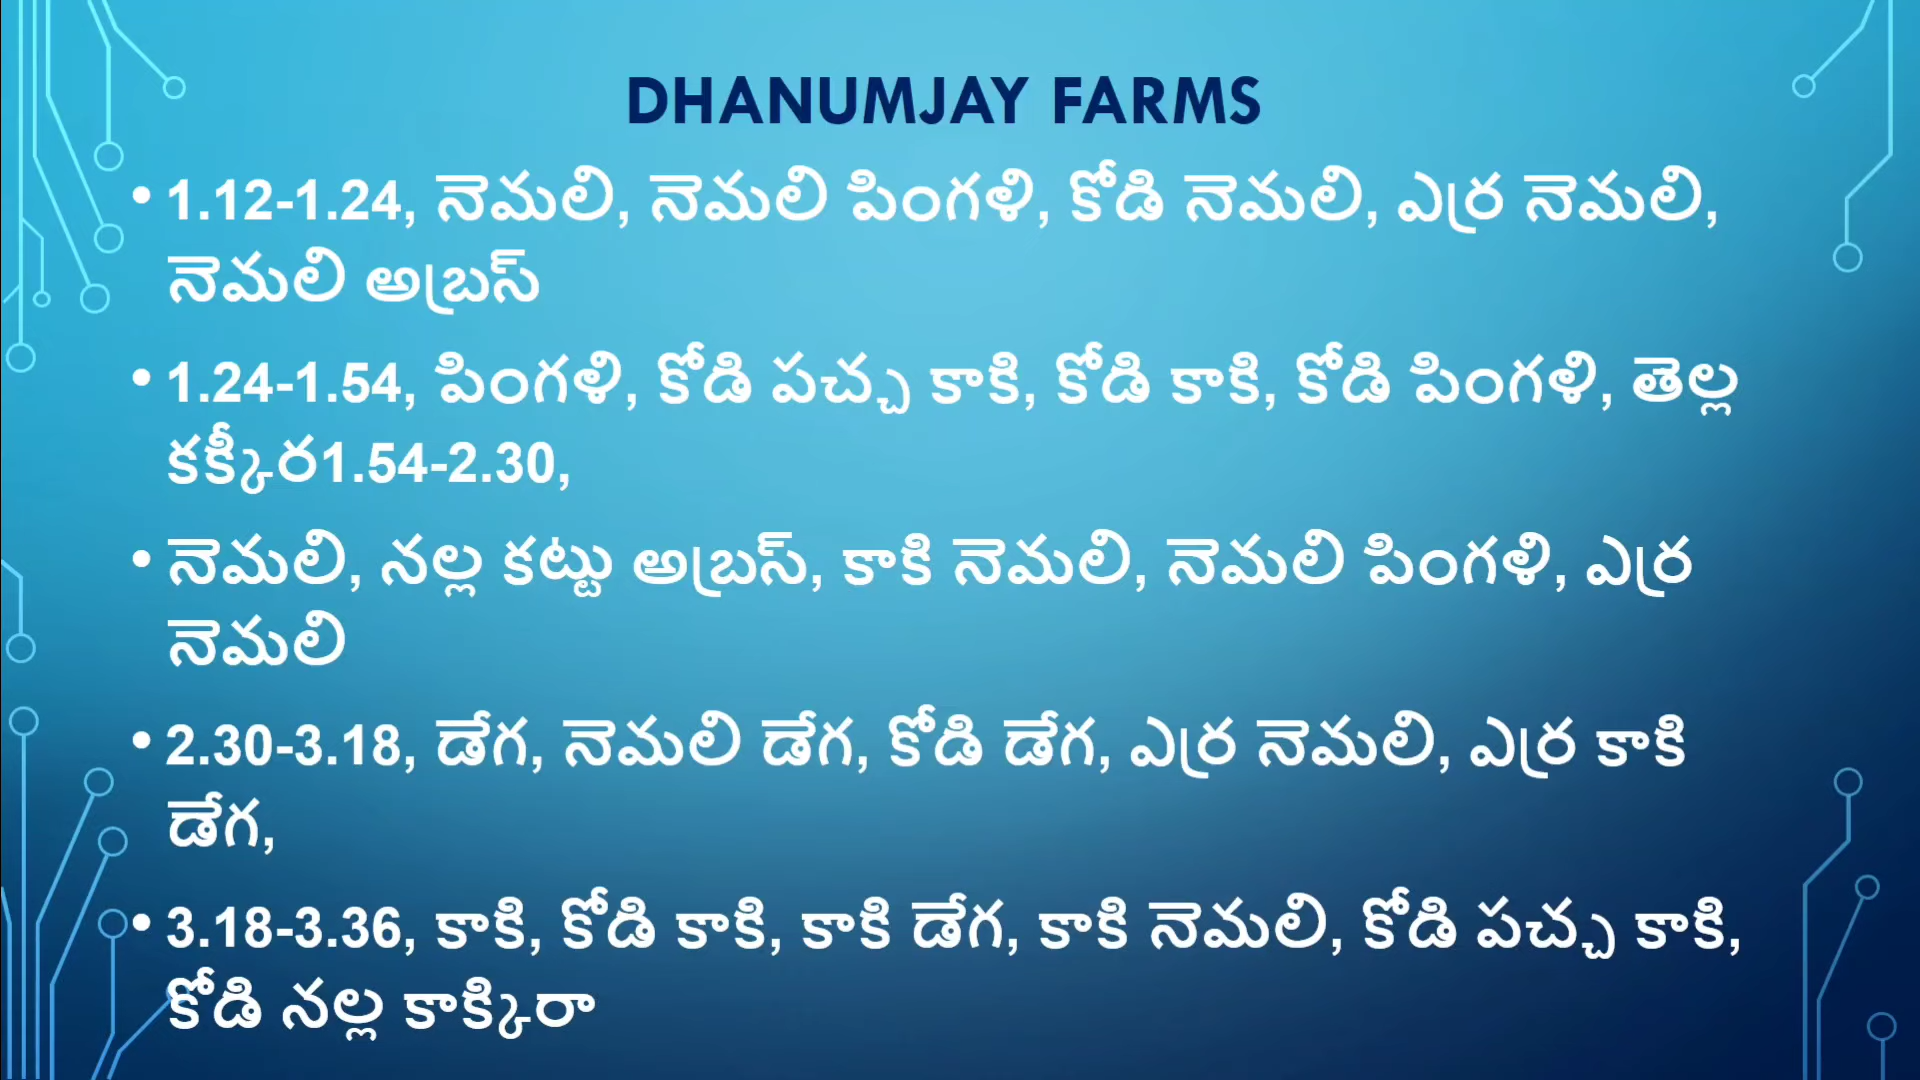 DHANUMJAY FARMS
• 1.12-1.24, నెమలి, నెమలి పింగళి, కోడి నెమలి, ఎర్ర నెమలి,
నెమలి అబ్రస్
• 1.24-1.54, పింగళి, కోడి పచ్చ కాకి, కోడి కాకి, కోడి పింగళి, తెల్ల
కక్కీర1.54-2.30,
• నెమలి, నల్ల కట్టు అబ్రస్, కాకి నెమలి, నెమలి పింగళి, ఎర్ర
నెమలి
• 2.30-3.18, డేగ, నెమలి డేగ, కోడి డేగ, ఎర్ర నెమలి, ఎర్ర కాకి
డేగ,
• 3.18-3.36, కాకి, కోడి కాకి, కాకి డేగ, కాకి నెమలి, కోడి పచ్చ కాకి,
కోడి నల్ల కాక్కిరా